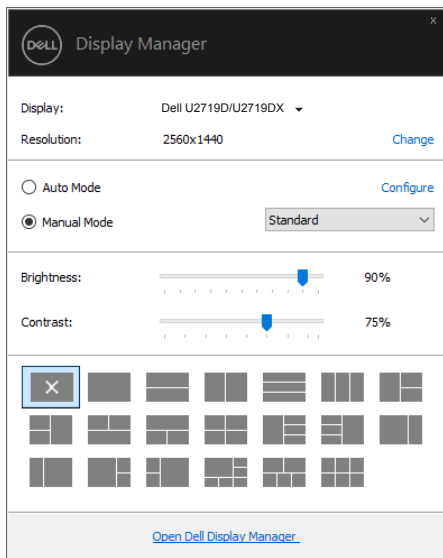 x
DELL Display Manager
Display: Dell U2719D/U2719DX
Resolution: 2560x1440 Change
Auto Mode Configure
Manual Mode Standard
Brightness: 90%
Contrast: 75%
Open Dell Display Manager